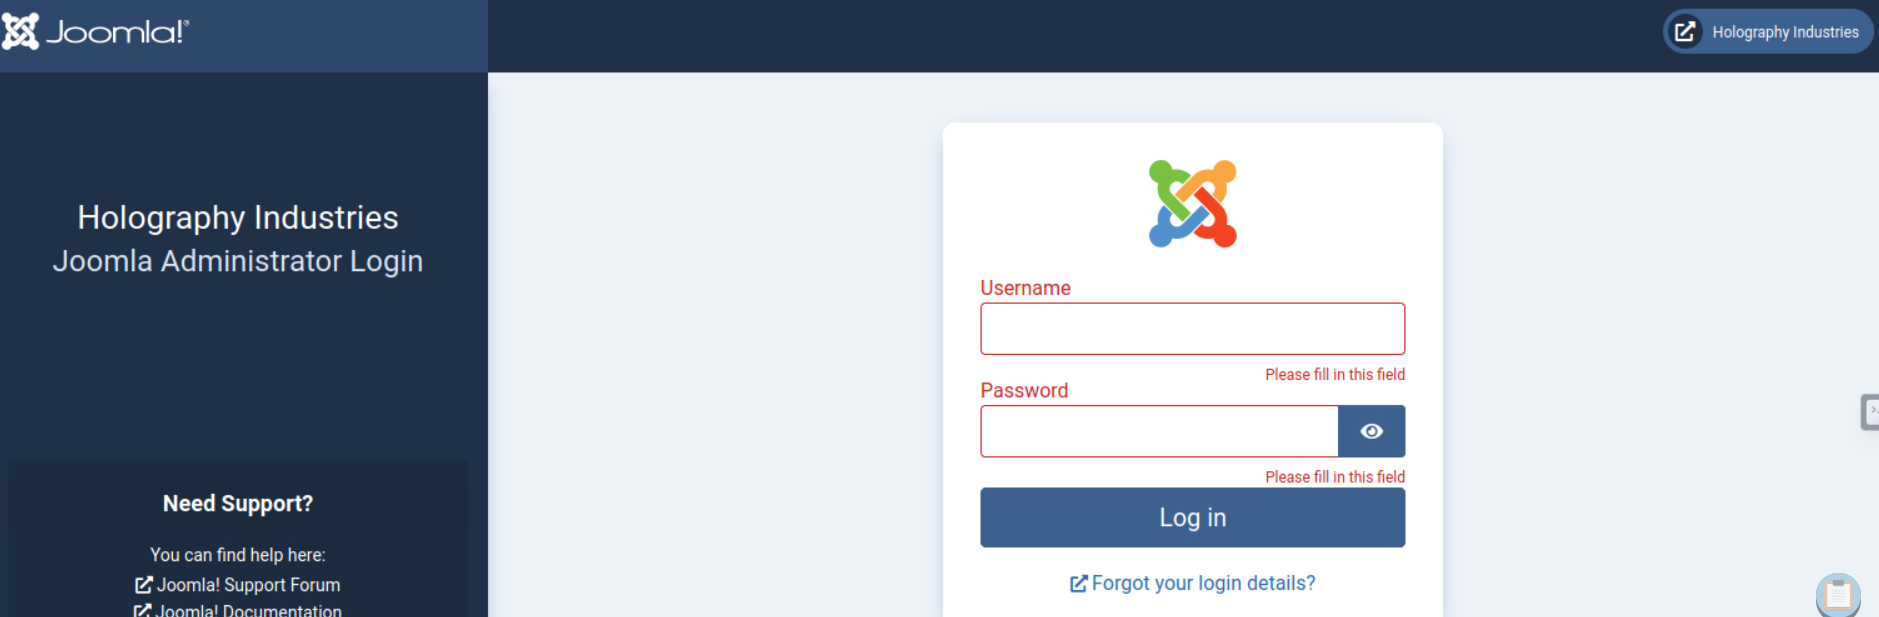 Joomla!®
Holography Industries
Holography Industries
Joomla Administrator Login
Need Support?
You can find help here:
Joomla! Support Forum
Joomla! Documentation
Username
Please fill in this field
Password
Please fill in this field
Log in
Forgot your login details?